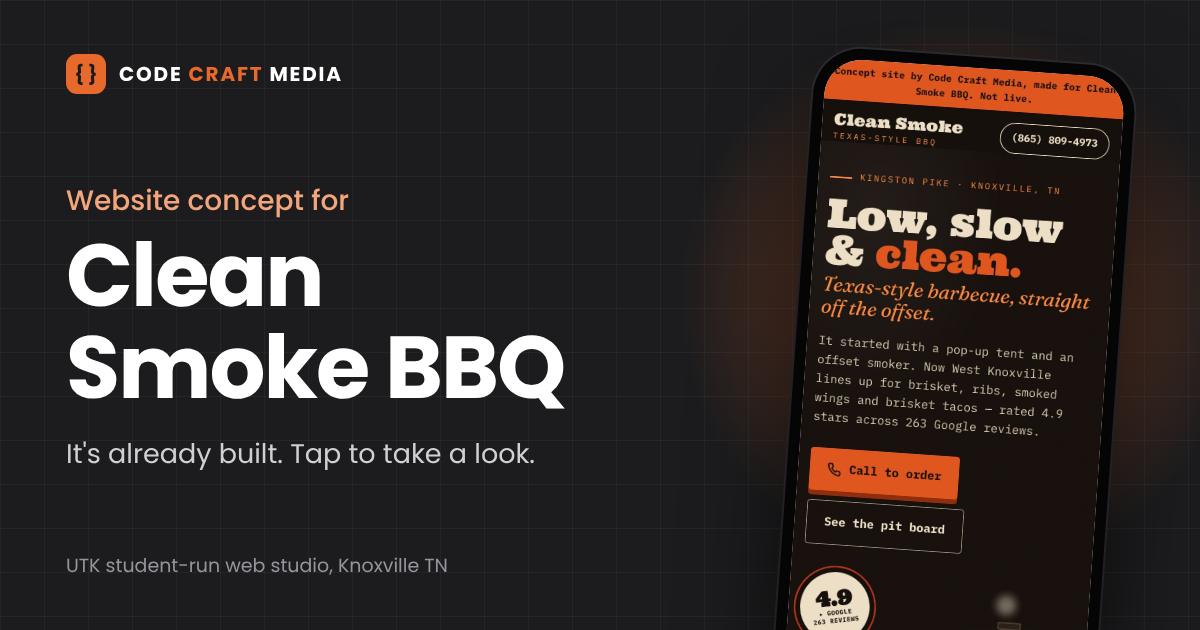 { } CODE CRAFT MEDIA
Website concept for
Clean
Smoke BBQ
It's already built. Tap to take a look.
UTK student-run web studio, Knoxville TN
Concept site by Code Craft Media, made for Clean
Smoke BBQ. Not live.
Clean Smoke
TEXAS-STYLE BBQ
(865) 809-4973
KINGSTON PIKE · KNOXVILLE, TN
Low, slow
& clean.
Texas-style barbecue, straight
off the offset.
It started with a pop-up tent and an
offset smoker. Now West Knoxville
lines up for brisket, ribs, smoked
wings and brisket tacos — rated 4.9
stars across 263 Google reviews.
Call to order
See the pit board
4.9
★ GOOGLE
263 REVIEWS